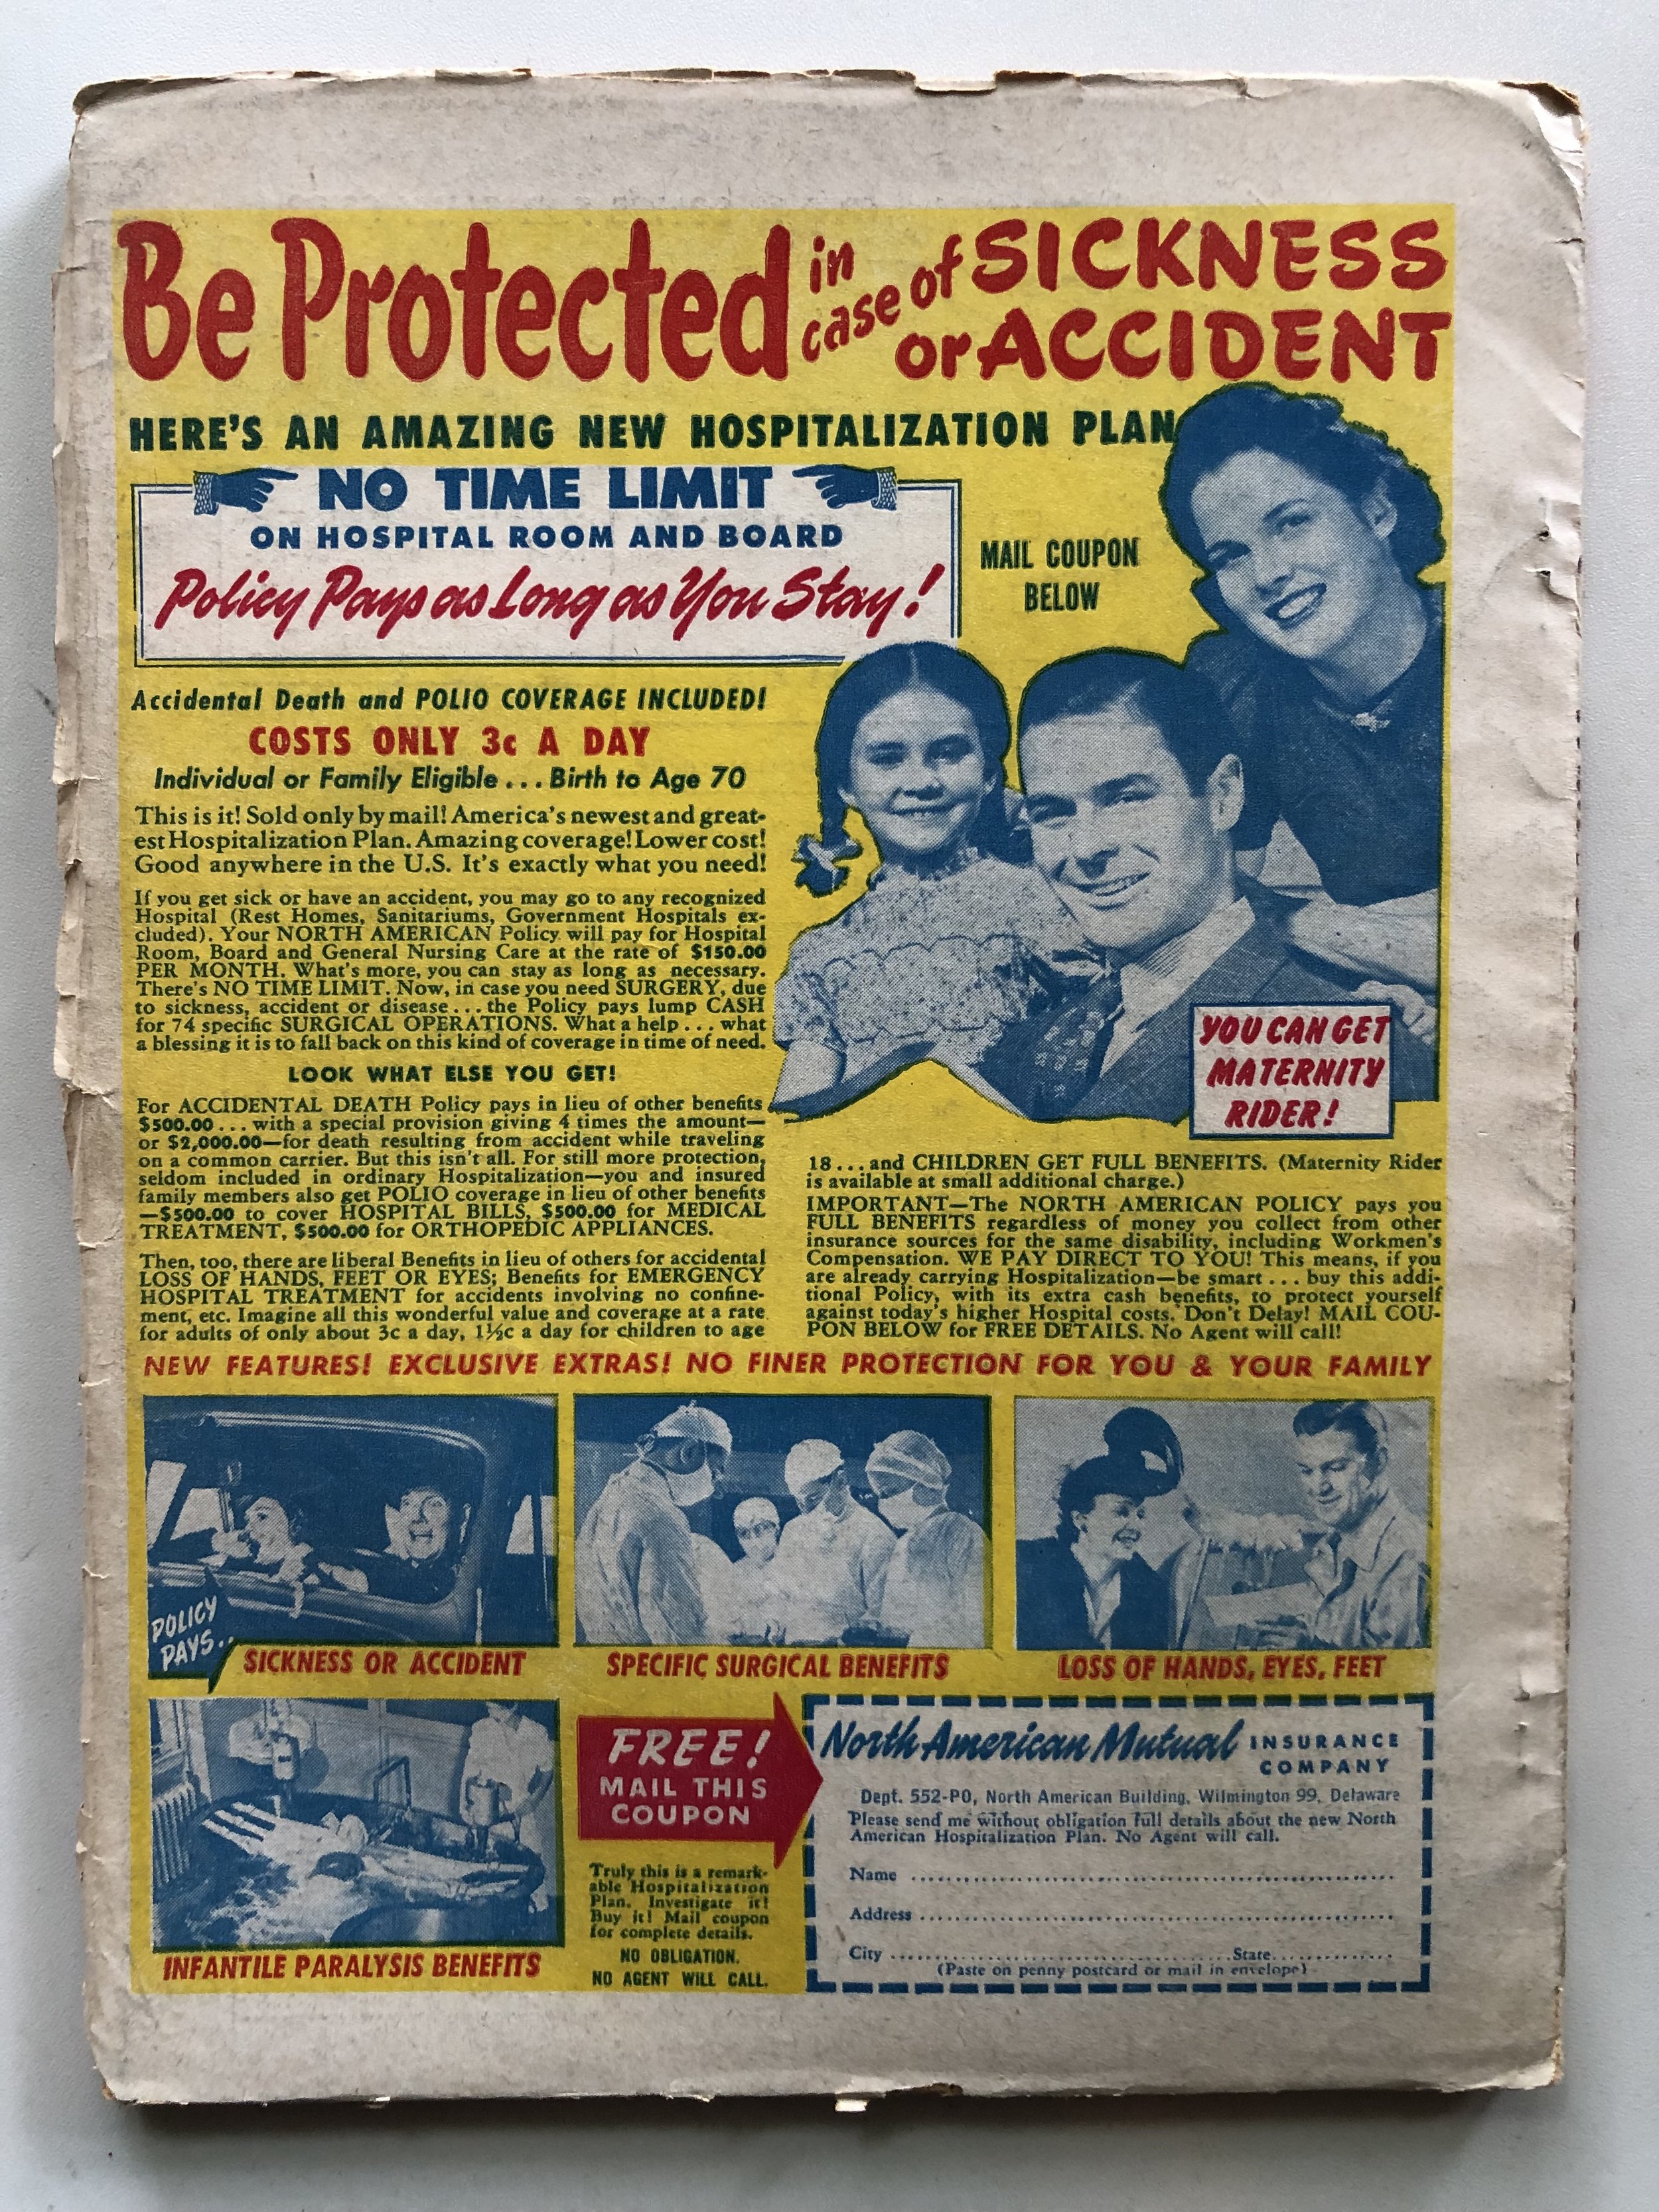 Be Protected in case of SICKNESS
or ACCIDENT
HERE'S AN AMAZING NEW HOSPITALIZATION PLAN
NO TIME LIMIT
ON HOSPITAL ROOM AND BOARD
Policy Pays as Long as You Stay!
MAIL COUPON
BELOW
Accidental Death and POLIO COVERAGE INCLUDED!
COSTS ONLY 3c A DAY
Individual or Family Eligible... Birth to Age 70
This is it! Sold only by mail! America's newest and great-
est Hospitalization Plan. Amazing coverage! Lower cost!
Good anywhere in the U.S. It's exactly what you need!
If you get sick or have an accident, you may go to any recognized
Hospital (Rest Homes, Sanitariums, Government Hospitals ex-
cluded). Your NORTH AMERICAN Policy will pay for Hospital
Room, Board and General Nursing Care at the rate of $150.00
PER MONTH. What's more, you can stay as long as necessary.
There's NO TIME LIMIT. Now, in case you need SURGERY, due
to sickness, accident or disease... the Policy pays lump CASH
for 74 specific SURGICAL OPERATIONS. What a help... what
a blessing it is to fall back on this kind of coverage in time of need.
LOOK WHAT ELSE YOU GET!
For ACCIDENTAL DEATH Policy pays in lieu of other benefits
$500.00... with a special provision giving 4 times the amount—
or $2,000.00—for death resulting from accident while traveling
on a common carrier. But this isn't all. For still more protection,
seldom included in ordinary Hospitalization—you and insured
family members also get POLIO coverage in lieu of other benefits
—$500.00 to cover HOSPITAL BILLS, $500.00 for MEDICAL
TREATMENT, $500.00 for ORTHOPEDIC APPLIANCES.
Then, too, there are liberal Benefits in lieu of others for accidental
LOSS OF HANDS, FEET OR EYES; Benefits for EMERGENCY
HOSPITAL TREATMENT for accidents involving no confine-
ment, etc. Imagine all this wonderful value and coverage at a rate
for adults of only about 3c a day, 1½c a day for children to age
YOU CAN GET
MATERNITY
RIDER!
18... and CHILDREN GET FULL BENEFITS. (Maternity Rider
is available at small additional charge.)
IMPORTANT—The NORTH AMERICAN POLICY pays you
FULL BENEFITS regardless of money you collect from other
insurance sources for the same disability, including Workmen's
Compensation. WE PAY DIRECT TO YOU! This means, if you
are already carrying Hospitalization—be smart... buy this addi-
tional Policy, with its extra cash benefits, to protect yourself
against today's higher Hospital costs. Don't Delay! MAIL COU-
PON BELOW for FREE DETAILS. No Agent will call!
NEW FEATURES! EXCLUSIVE EXTRAS! NO FINER PROTECTION FOR YOU & YOUR FAMILY
POLICY
PAYS..
SICKNESS OR ACCIDENT
SPECIFIC SURGICAL BENEFITS
LOSS OF HANDS, EYES, FEET
INFANTILE PARALYSIS BENEFITS
FREE!
MAIL THIS
COUPON
Truly this is a remark-
able Hospitalization
Plan. Investigate it!
Buy it! Mail coupon
for complete details.
NO OBLIGATION.
NO AGENT WILL CALL.
North American Mutual INSURANCE
COMPANY
Dept. 552-PO, North American Building, Wilmington 99, Delaware
Please send me without obligation full details about the new North
American Hospitalization Plan. No Agent will call.
Name
Address
City State
(Paste on penny postcard or mail in envelope)